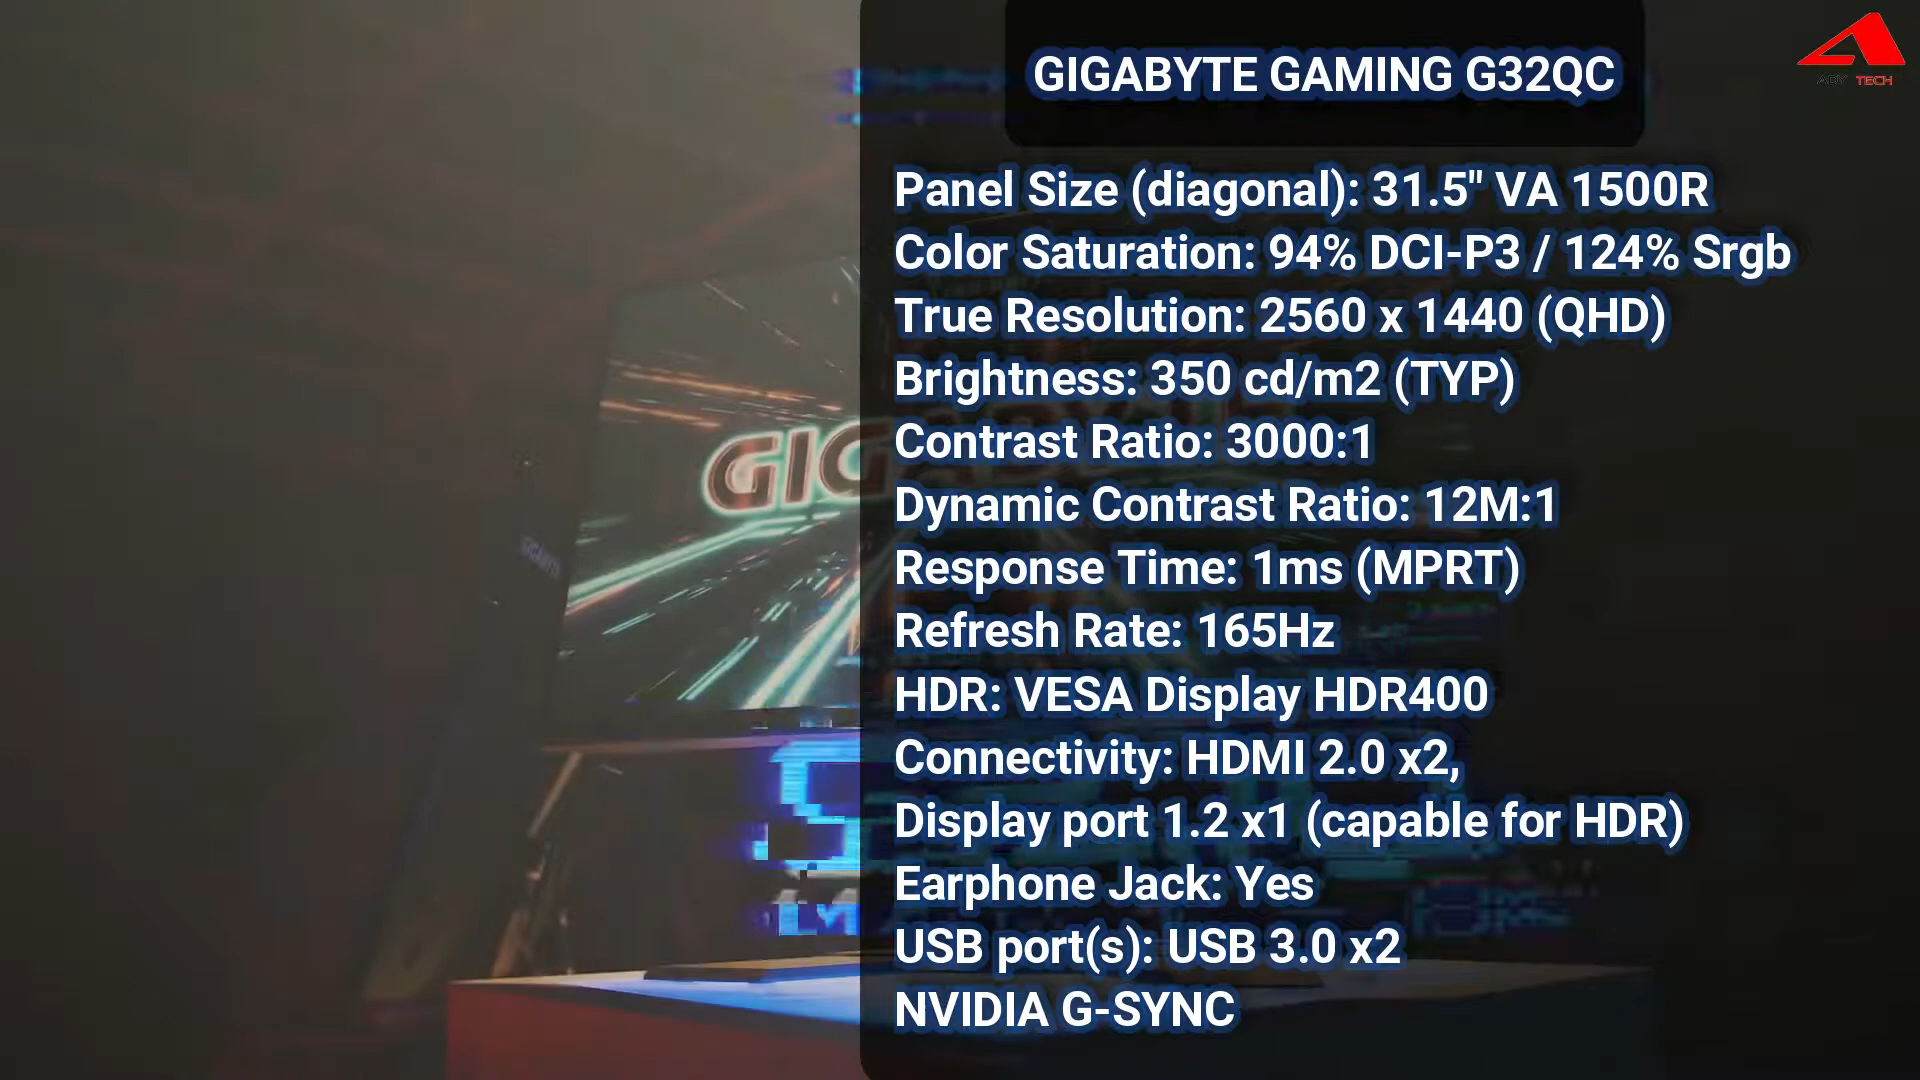 GIGABYTE GAMING G32QC
TECH
Panel Size (diagonal): 31.5" VA 1500R
Color Saturation: 94% DCI-P3 / 124% Srgb
True Resolution: 2560 x 1440 (QHD)
Brightness: 350 cd/m2 (TYP)
Contrast Ratio: 3000:1
Dynamic Contrast Ratio: 12M:1
Response Time: 1ms (MPRT)
Refresh Rate: 165Hz
HDR: VESA Display HDR400
Connectivity: HDMI 2.0 x2,
Display port 1.2 x1 (capable for HDR)
Earphone Jack: Yes
USB port(s): USB 3.0 x2
NVIDIA G-SYNC